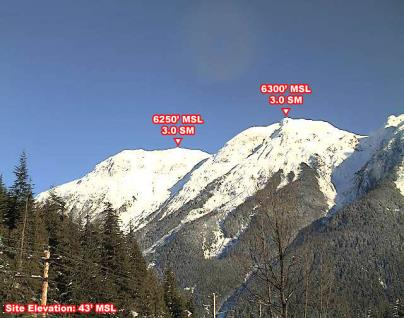 6250' MSL
3.0 SM
6300' MSL
3.0 SM
Site Elevation: 43' MSL